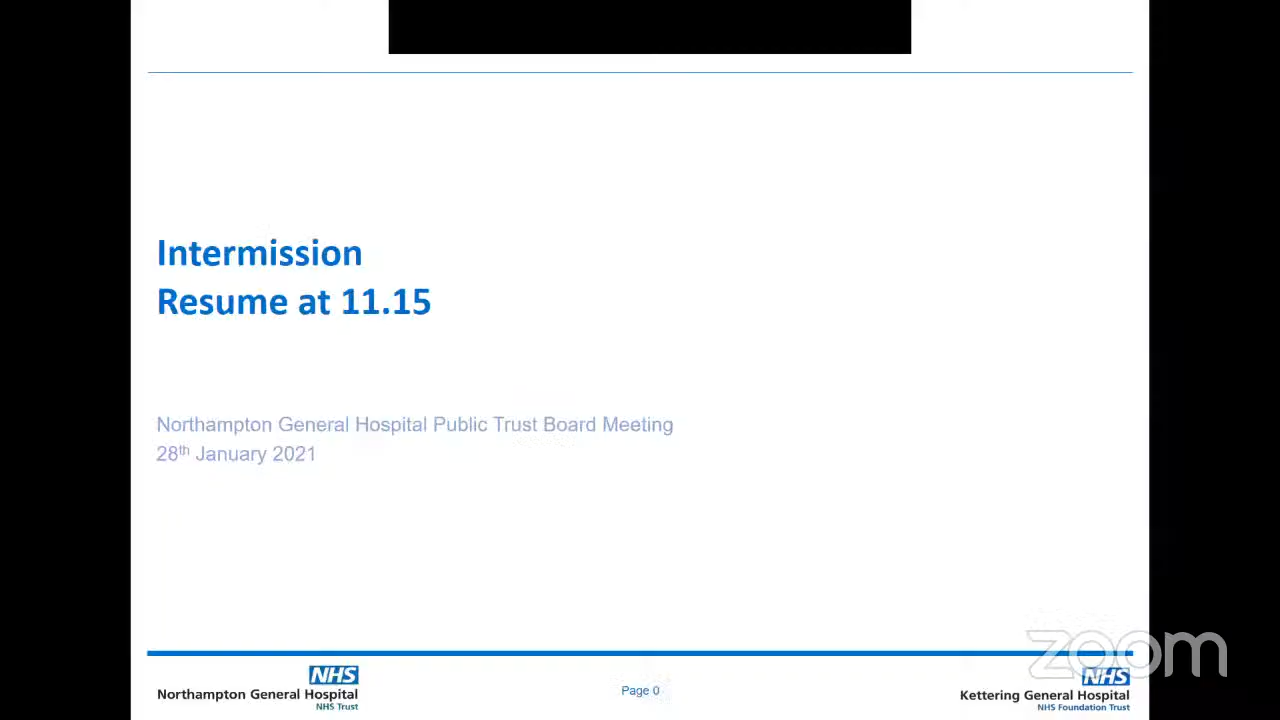 Intermission
Resume at 11.15
Northampton General Hospital Public Trust Board Meeting
28th January 2021
zoom
NHS
Northampton General Hospital
NHS Trust
Page 0
NHS
Kettering General Hospital
NHS Foundation Trust